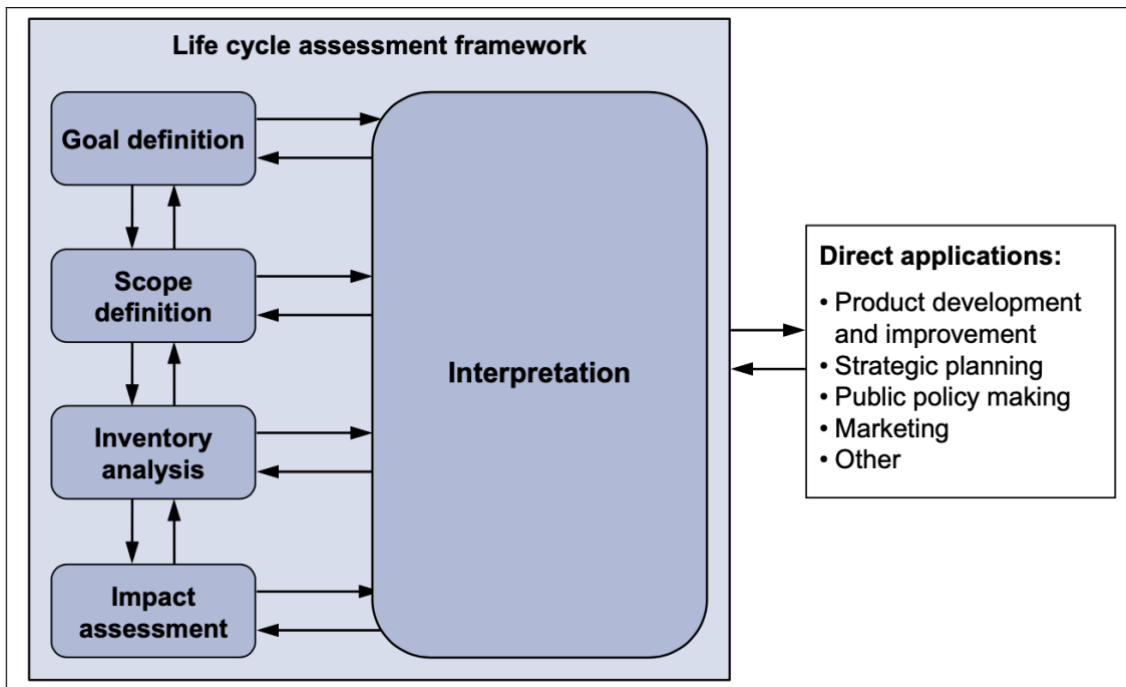 Life cycle assessment framework
Goal definition
Scope
definition
Inventory
analysis
Impact
assessment
Interpretation
Direct applications:
• Product development
and improvement
• Strategic planning
• Public policy making
• Marketing
• Other